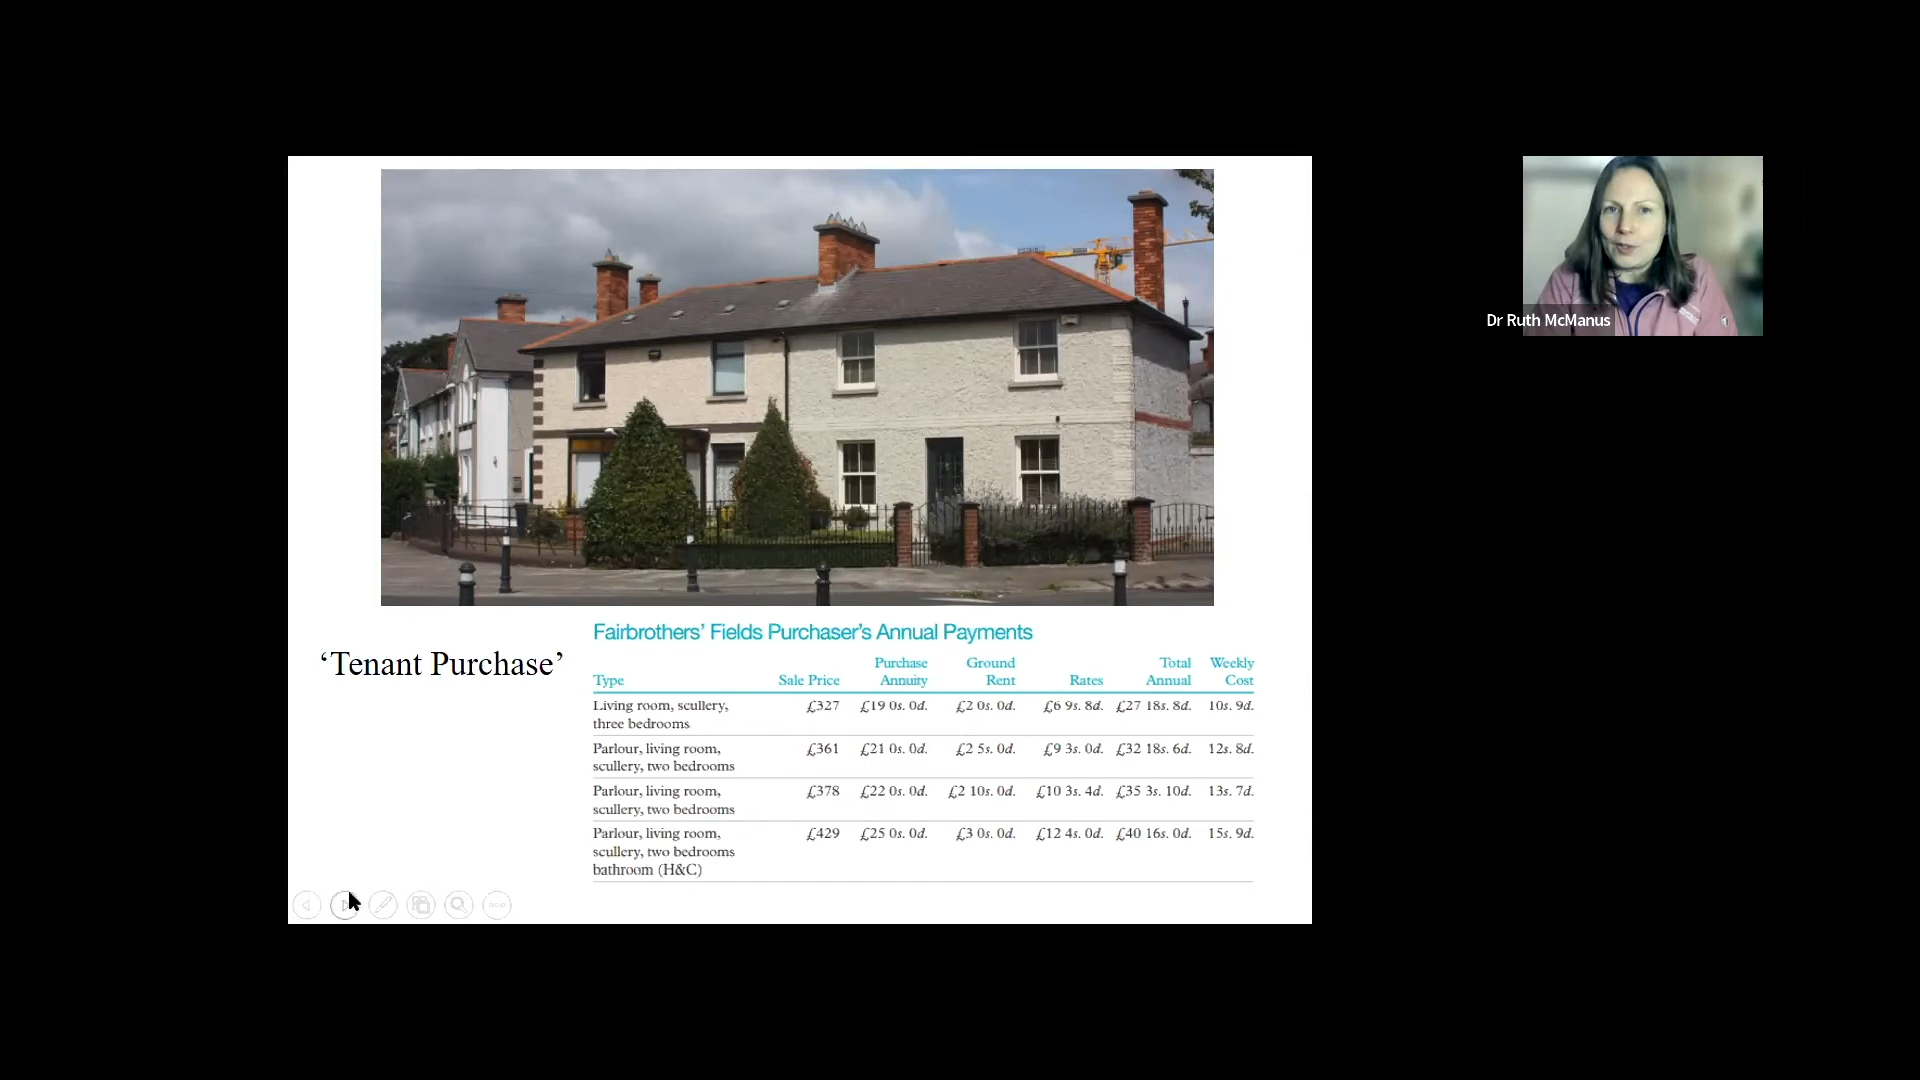 Dr Ruth McManus
‘Tenant Purchase’
Fairbrothers’ Fields Purchaser’s Annual Payments
Type Sale Price Purchase Annuity Ground Rent Rates Total Annual Weekly Cost
Living room, scullery, three bedrooms £327 £19 0s. 0d. £2 0s. 0d. £6 9s. 8d. £27 18s. 8d. 10s. 9d.
Parlour, living room, scullery, two bedrooms £361 £21 0s. 0d. £2 5s. 0d. £9 3s. 0d. £32 18s. 6d. 12s. 8d.
Parlour, living room, scullery, two bedrooms £378 £22 0s. 0d. £2 10s. 0d. £10 3s. 4d. £35 3s. 10d. 13s. 7d.
Parlour, living room, scullery, two bedrooms bathroom (H&C) £429 £25 0s. 0d. £3 0s. 0d. £12 4s. 0d. £40 16s. 0d. 15s. 9d.